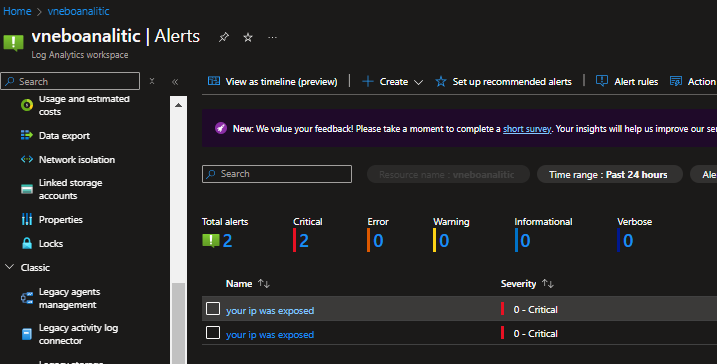 Home > vneboanalitic >
vneboanalitic | Alerts ...
Log Analytics workspace
Search
Usage and estimated
costs
Data export
Network isolation
Linked storage
accounts
Properties
Locks
Classic
Legacy agents
management
Legacy activity log
connector
Legacy storage
View as timeline (preview) Create Set up recommended alerts Alert rules Action
New: We value your feedback! Please take a moment to complete a short survey. Your insights will help us improve our ser
Search Resource name : vneboanalitic Time range : Past 24 hours Ale
Total alerts Critical Error Warning Informational Verbose
2 2 0 0 0 0
Name Severity
your ip was exposed 0 - Critical
your ip was exposed 0 - Critical